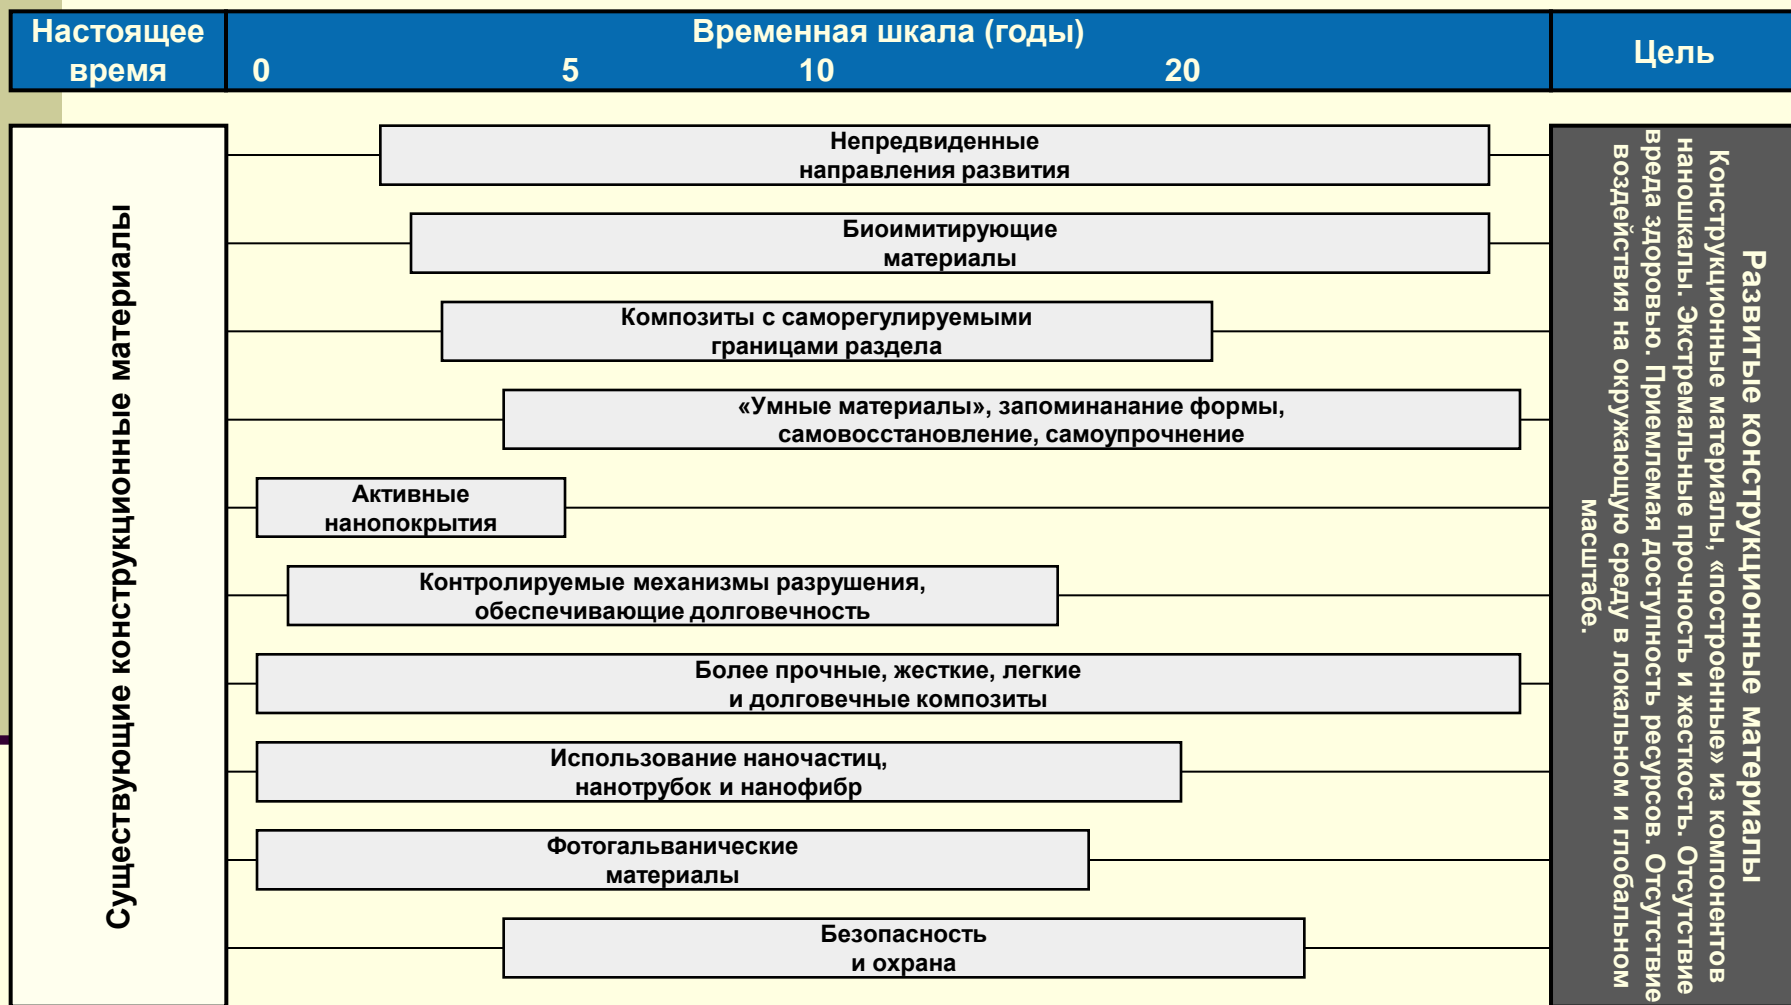 Настоящее
время
Временная шкала (годы)
0 5 10 20
Цель
Существующие конструкционные материалы
Непредвиденные
направления развития
Биоимитирующие
материалы
Композиты с саморегулируемыми
границами раздела
«Умные материалы», запоминанание формы,
самовосстановление, самоупрочнение
Активные
нанопокрытия
Контролируемые механизмы разрушения,
обеспечивающие долговечность
Более прочные, жесткие, легкие
и долговечные композиты
Использование наночастиц,
нанотрубок и нанофибр
Фотогальванические
материалы
Безопасность
и охрана
Развитые конструкционные материалы
Конструкционные материалы, «построенные» из компонентов
наношкалы. Экстремальные прочность и жесткость. Отсутствие
вреда здоровью. Приемлемая доступность ресурсов. Отсутствие
воздействия на окружающую среду в локальном и глобальном
масштабе.